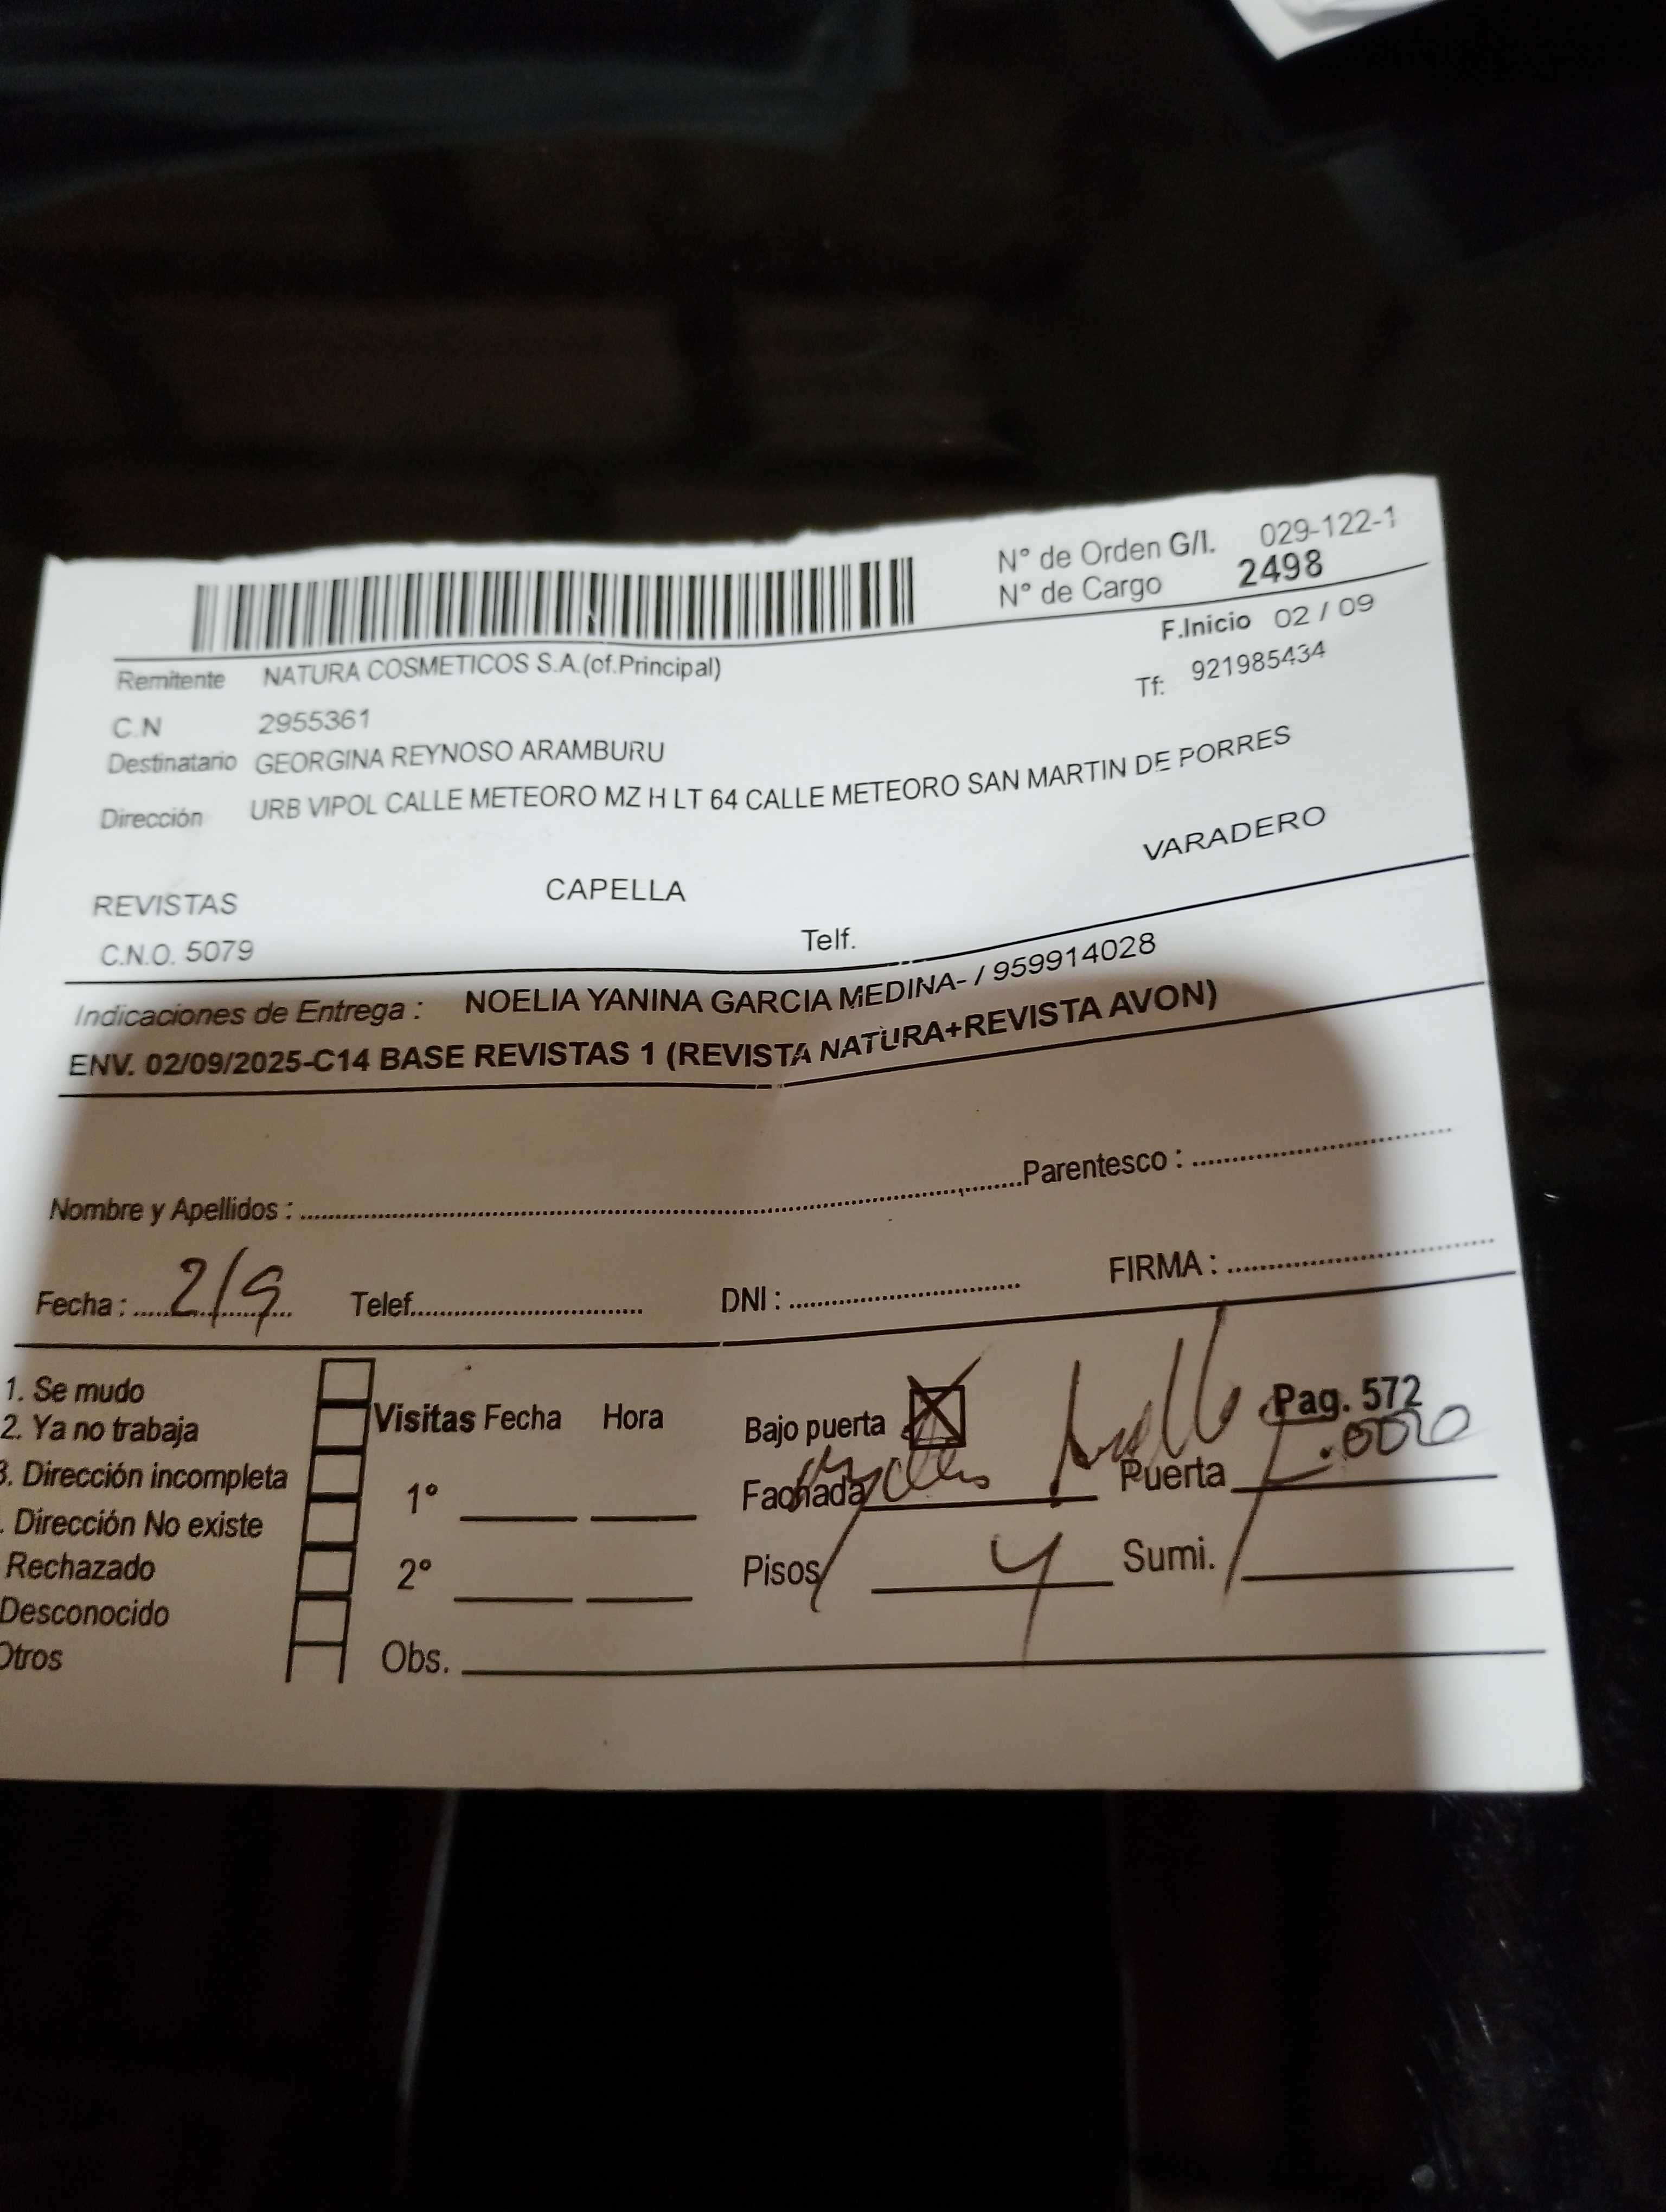 N° de Orden G/I. 029-122-1
N° de Cargo 2498
F.Inicio 02 / 09
Remitente NATURA COSMETICOS S.A.(of.Principal)
Tf: 921985434
C.N 2955361
Destinatario GEORGINA REYNOSO ARAMBURU
Dirección URB VIPOL CALLE METEORO MZ H LT 64 CALLE METEORO SAN MARTIN DE PORRES
VARADERO
REVISTAS CAPELLA
C.N.O. 5079 Telf.
Indicaciones de Entrega : NOELIA YANINA GARCIA MEDINA- / 959914028
ENV. 02/09/2025-C14 BASE REVISTAS 1 (REVISTA NATURA+REVISTA AVON)
Nombre y Apellidos : Parentesco :
Fecha : 2/9 Telef. DNI : FIRMA :
1. Se mudo
2. Ya no trabaja
3. Dirección incompleta
. Dirección No existe
Rechazado
Desconocido
Otros
Visitas Fecha Hora
1°
2°
Obs.
Bajo puerta Pag. 572
Fachada Puerta
Pisos 4 Sumi.